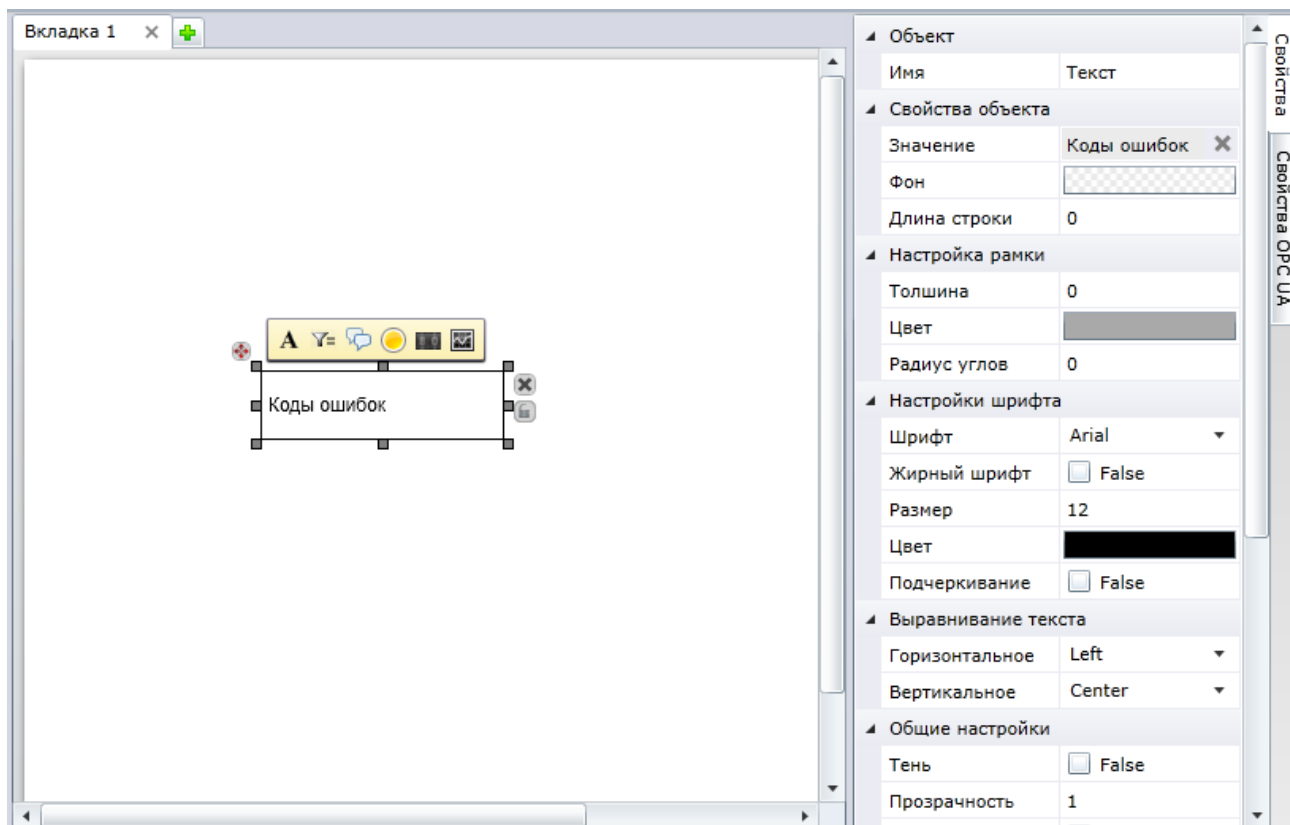 Вкладка 1
Коды ошибок
Объект
Имя Текст
Свойства объекта
Значение Коды ошибок
Фон
Длина строки 0
Настройка рамки
Толшина 0
Цвет
Радиус углов 0
Настройки шрифта
Шрифт Arial
Жирный шрифт False
Размер 12
Цвет
Подчеркивание False
Выравнивание текста
Горизонтальное Left
Вертикальное Center
Общие настройки
Тень False
Прозрачность 1
Свойства
Свойства OPC UA